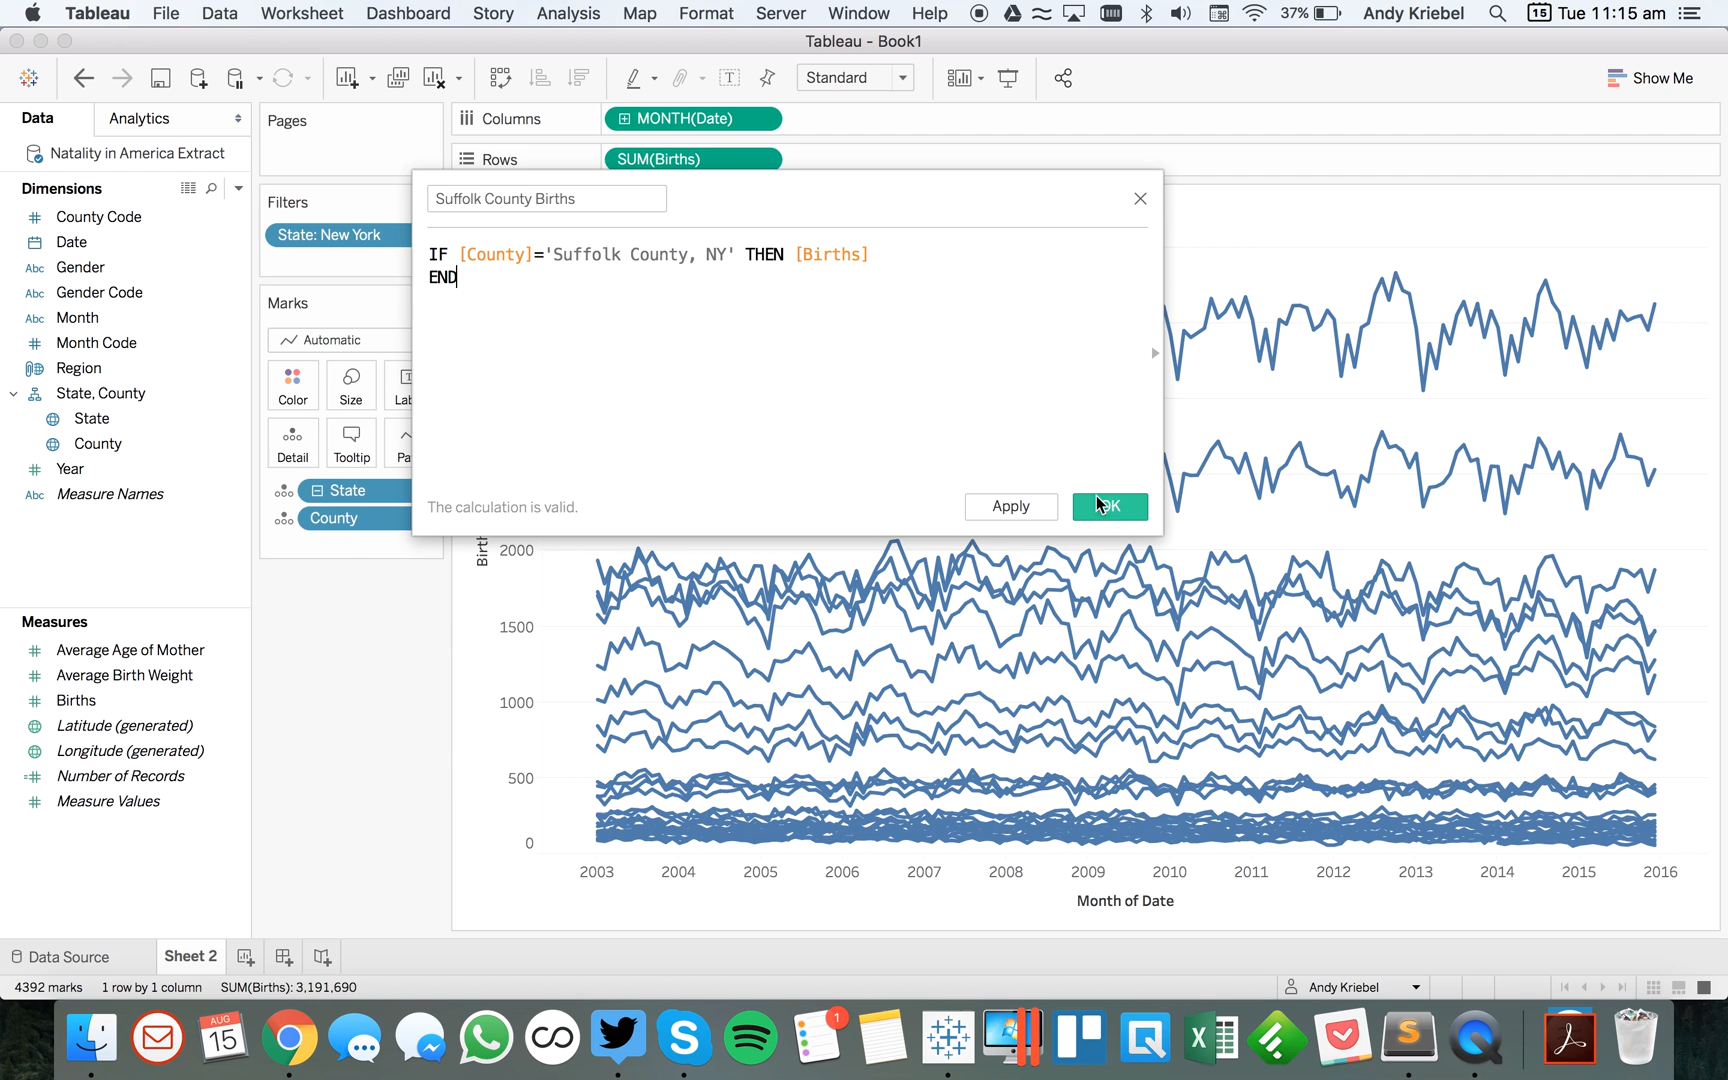 Tableau File Data Worksheet Dashboard Story Analysis Map Format Server Window Help 37% Andy Kriebel 15 Tue 11:15 am
Tableau - Book1
Standard Show Me
Data Analytics
Pages
Columns MONTH(Date)
Natality in America Extract
Rows SUM(Births)
Dimensions
Filters
State: New York
Suffolk County Births
IF [County]='Suffolk County, NY' THEN [Births]
END
County Code
Date
Abc Gender
Abc Gender Code
Abc Month
Month Code
Region
State, County
State
County
Year
Abc Measure Names
Marks
Automatic
Color Size
Detail Tooltip
State
County
The calculation is valid.
Apply OK
Measures
Average Age of Mother
Average Birth Weight
Births
Latitude (generated)
Longitude (generated)
Number of Records
Measure Values
2000
1500
1000
500
0
2003 2004 2005 2006 2007 2008 2009 2010 2011 2012 2013 2014 2015 2016
Month of Date
Data Source Sheet 2
4392 marks 1 row by 1 column SUM(Births): 3,191,690 Andy Kriebel
AUG
15
1